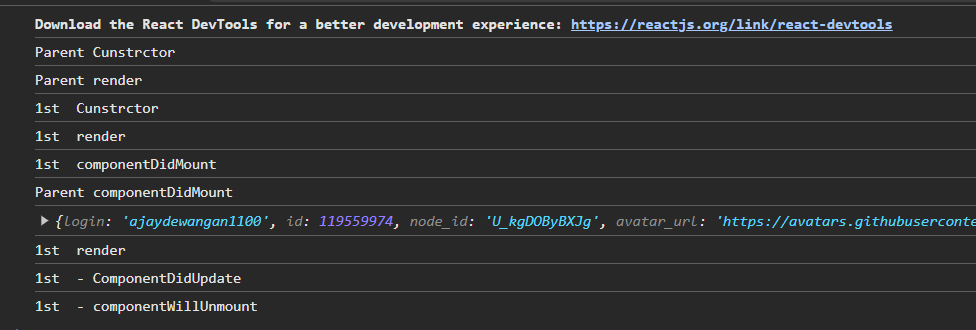 Download the React DevTools for a better development experience: https://reactjs.org/link/react-devtools
Parent Cunstrctor
Parent render
1st  Cunstrctor
1st  render
1st  componentDidMount
Parent componentDidMount
▶ {login: 'ajaydewangan1100', id: 119559974, node_id: 'U_kgDOByBXJg', avatar_url: 'https://avatars.githubuserconte
1st  render
1st  - ComponentDidUpdate
1st  - componentWillUnmount